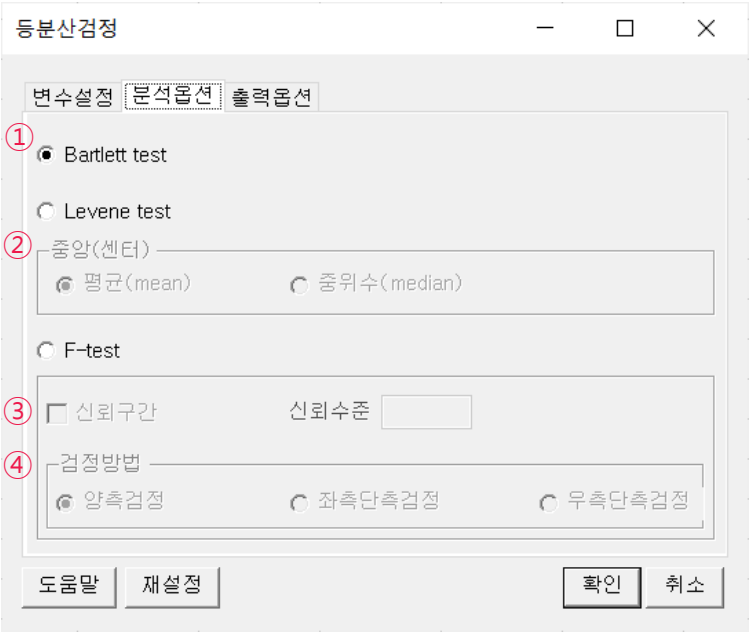 등분산검정
변수설정 분석옵션 출력옵션
① Bartlett test
Levene test
② 중앙(센터)
평균(mean) 중위수(median)
F-test
③ 신뢰구간 신뢰수준
④ 검정방법
양측검정 좌측단측검정 우측단측검정
도움말 재설정 확인 취소